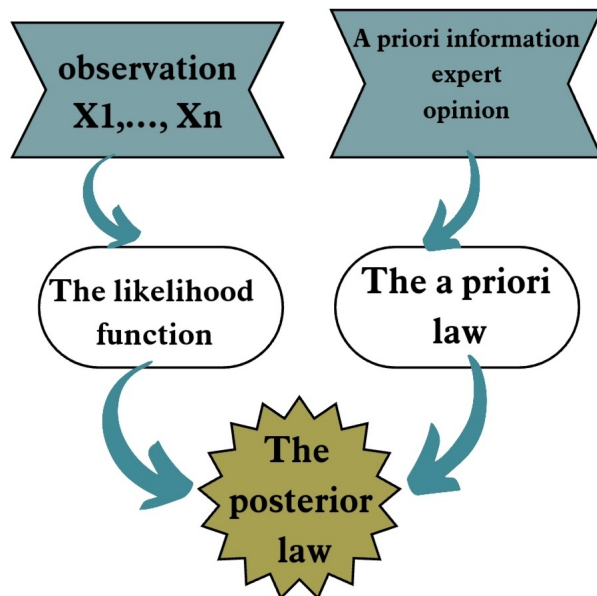 observation
X1,..., Xn
A priori information
expert
opinion
The likelihood
function
The a priori
law
The
posterior
law